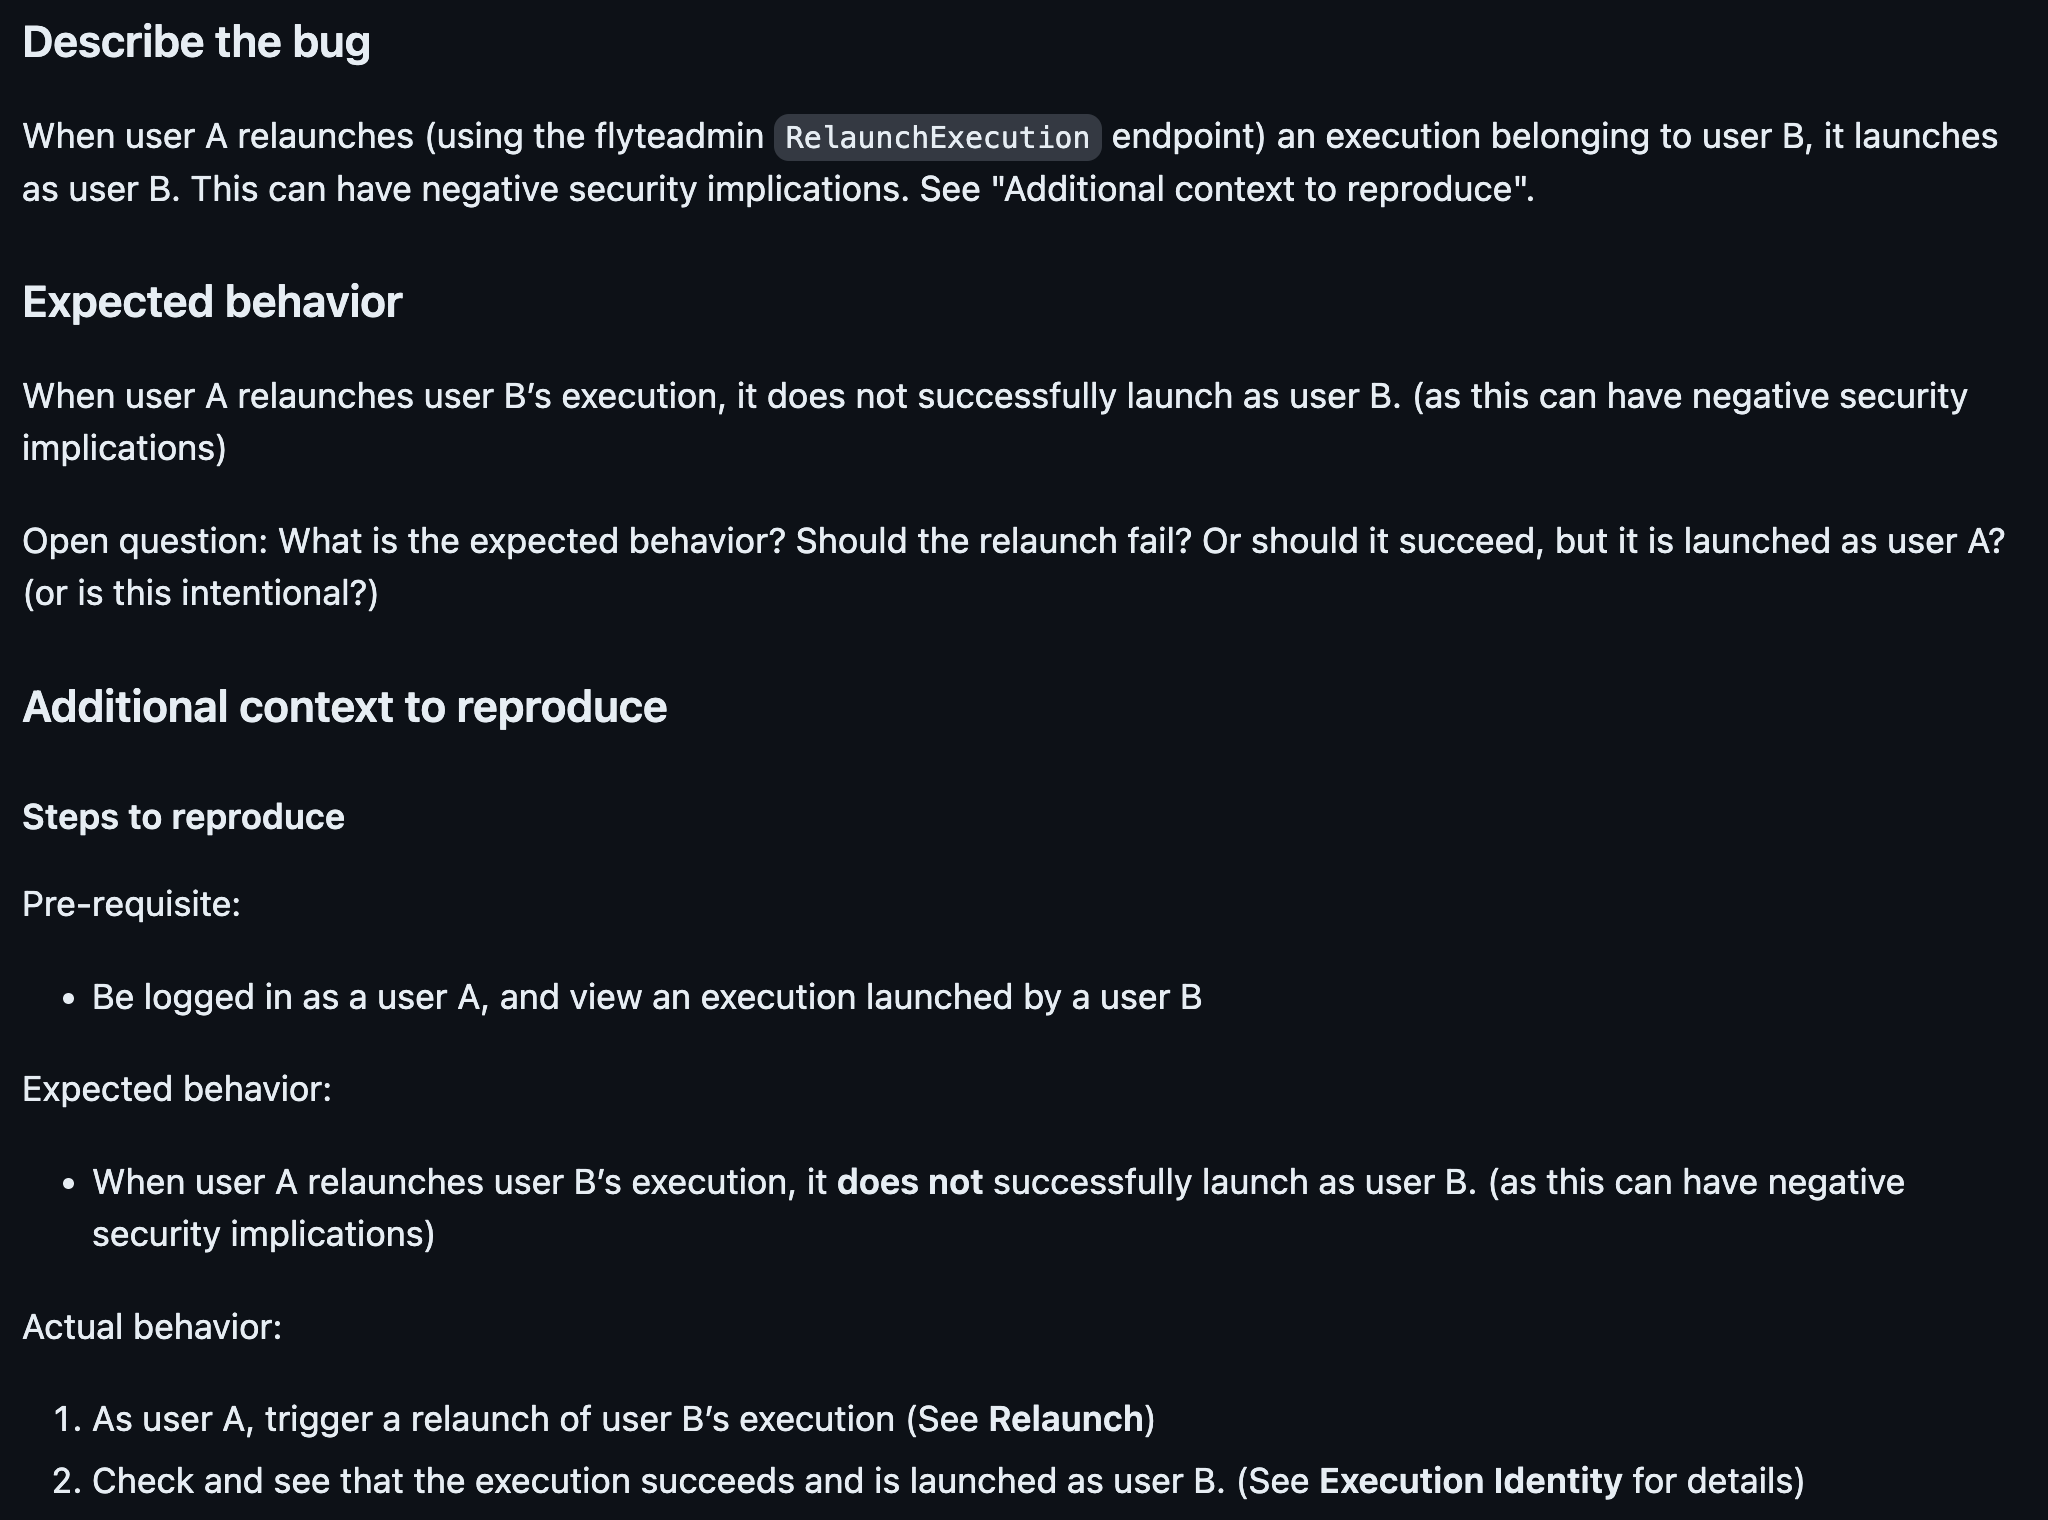 Describe the bug
When user A relaunches (using the flyteadmin RelaunchExecution endpoint) an execution belonging to user B, it launches
as user B. This can have negative security implications. See "Additional context to reproduce".
Expected behavior
When user A relaunches user B’s execution, it does not successfully launch as user B. (as this can have negative security
implications)
Open question: What is the expected behavior? Should the relaunch fail? Or should it succeed, but it is launched as user A?
(or is this intentional?)
Additional context to reproduce
Steps to reproduce
Pre-requisite:
• Be logged in as a user A, and view an execution launched by a user B
Expected behavior:
• When user A relaunches user B’s execution, it does not successfully launch as user B. (as this can have negative
security implications)
Actual behavior:
1. As user A, trigger a relaunch of user B’s execution (See Relaunch)
2. Check and see that the execution succeeds and is launched as user B. (See Execution Identity for details)